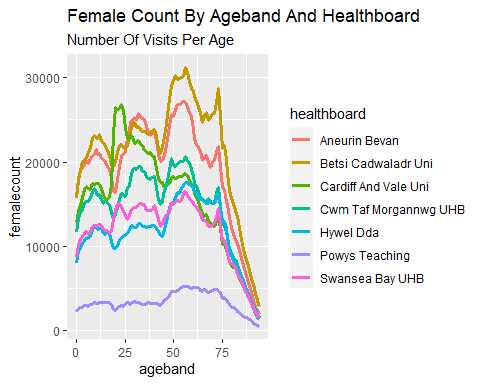 Female Count By Ageband And Healthboard
Number Of Visits Per Age
30000
20000
10000
0
0 25 50 75
ageband
femalecount
healthboard
Aneurin Bevan
Betsi Cadwaladr Uni
Cardiff And Vale Uni
Cwm Taf Morgannwg UHB
Hywel Dda
Powys Teaching
Swansea Bay UHB